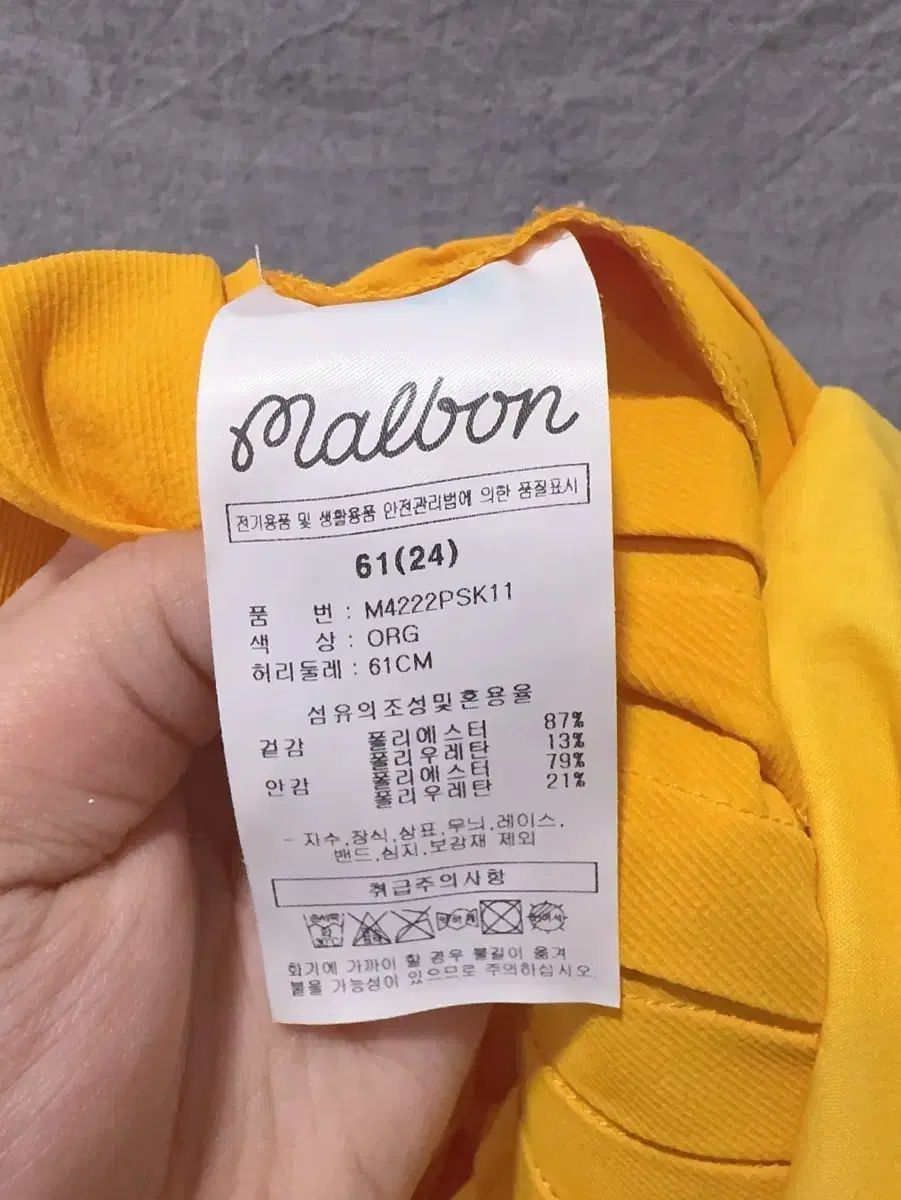 malbon
전기용품 및 생활용품 안전관리법에 의한 품질표시
61(24)
품 번 : M4222PSK11
색 상 : ORG
허리둘레 : 61CM
섬유의조성및혼용율
겉감 폴리에스터 87%
폴리우레탄 13%
안감 폴리에스터 79%
폴리우레탄 21%
- 자수,장식,상표,무늬,레이스,
밴드,심지,보강재 제외
취급주의사항
30℃
화기에 가까이 할 경우 불길이 옮겨
붙을 가능성이 있으므로 주의하십시오.